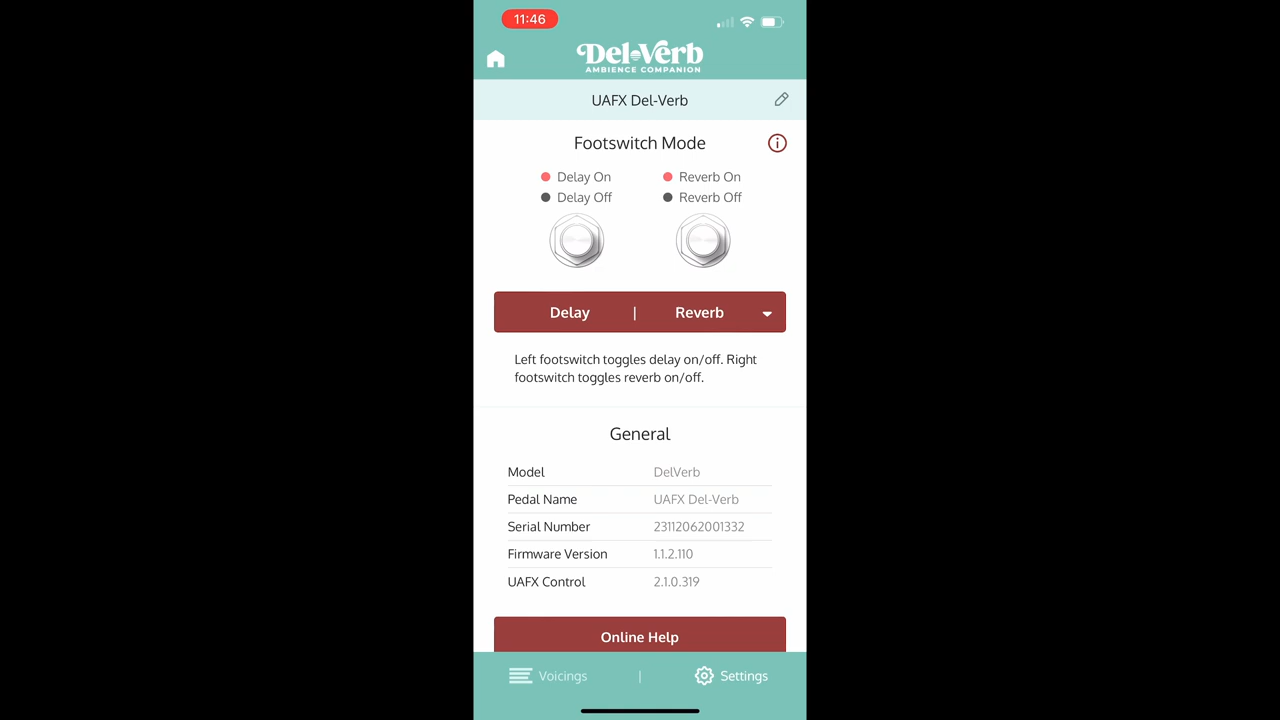 11:46
Del-Verb
AMBIENCE COMPANION
UAFX Del-Verb
Footswitch Mode
Delay On
Reverb On
Delay Off
Reverb Off
Delay | Reverb
Left footswitch toggles delay on/off. Right
footswitch toggles reverb on/off.
General
Model DelVerb
Pedal Name UAFX Del-Verb
Serial Number 23112062001332
Firmware Version 1.1.2.110
UAFX Control 2.1.0.319
Online Help
Voicings | Settings